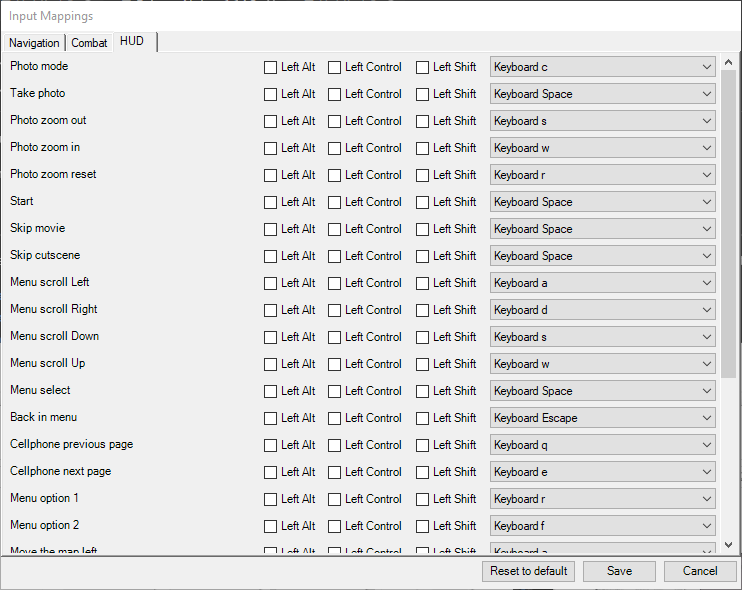 Input Mappings
Navigation Combat HUD
Photo mode Left Alt Left Control Left Shift Keyboard c
Take photo Left Alt Left Control Left Shift Keyboard Space
Photo zoom out Left Alt Left Control Left Shift Keyboard s
Photo zoom in Left Alt Left Control Left Shift Keyboard w
Photo zoom reset Left Alt Left Control Left Shift Keyboard r
Start Left Alt Left Control Left Shift Keyboard Space
Skip movie Left Alt Left Control Left Shift Keyboard Space
Skip cutscene Left Alt Left Control Left Shift Keyboard Space
Menu scroll Left Left Alt Left Control Left Shift Keyboard a
Menu scroll Right Left Alt Left Control Left Shift Keyboard d
Menu scroll Down Left Alt Left Control Left Shift Keyboard s
Menu scroll Up Left Alt Left Control Left Shift Keyboard w
Menu select Left Alt Left Control Left Shift Keyboard Space
Back in menu Left Alt Left Control Left Shift Keyboard Escape
Cellphone previous page Left Alt Left Control Left Shift Keyboard q
Cellphone next page Left Alt Left Control Left Shift Keyboard e
Menu option 1 Left Alt Left Control Left Shift Keyboard r
Menu option 2 Left Alt Left Control Left Shift Keyboard f
Move the map left Left Alt Left Control Left Shift Keyboard a
Reset to default Save Cancel